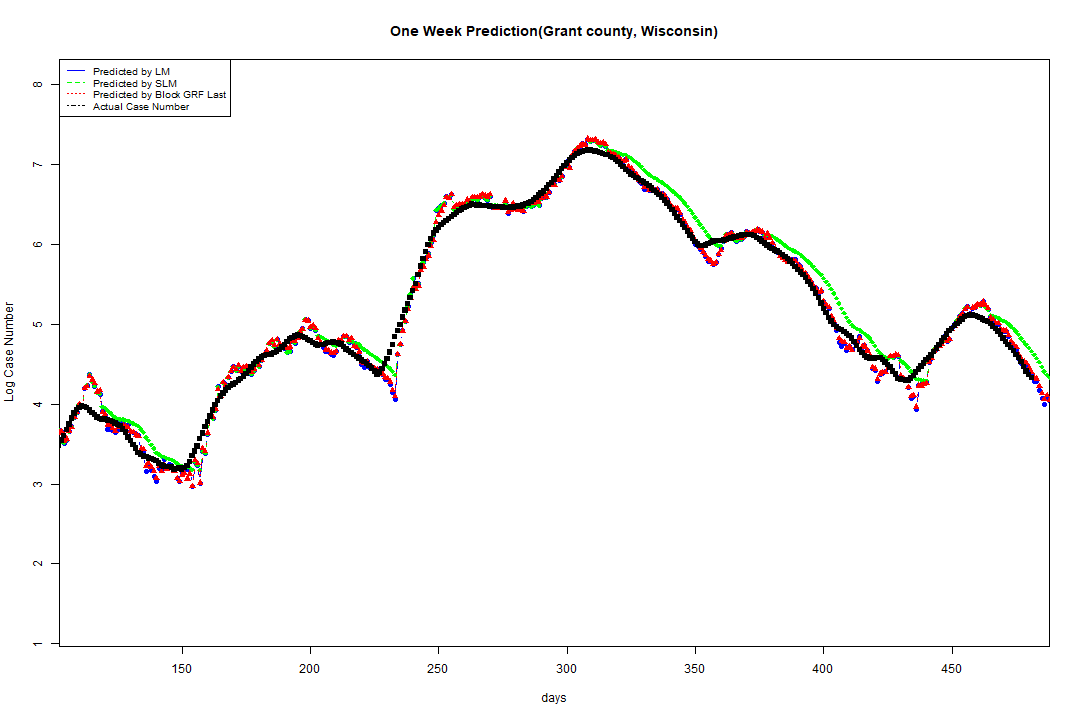 One Week Prediction(Grant county, Wisconsin)
Predicted by LM
Predicted by SLM
Predicted by Block GRF Last
Actual Case Number
8
7
6
5
4
3
2
1
Log Case Number
150 200 250 300 350 400 450
days